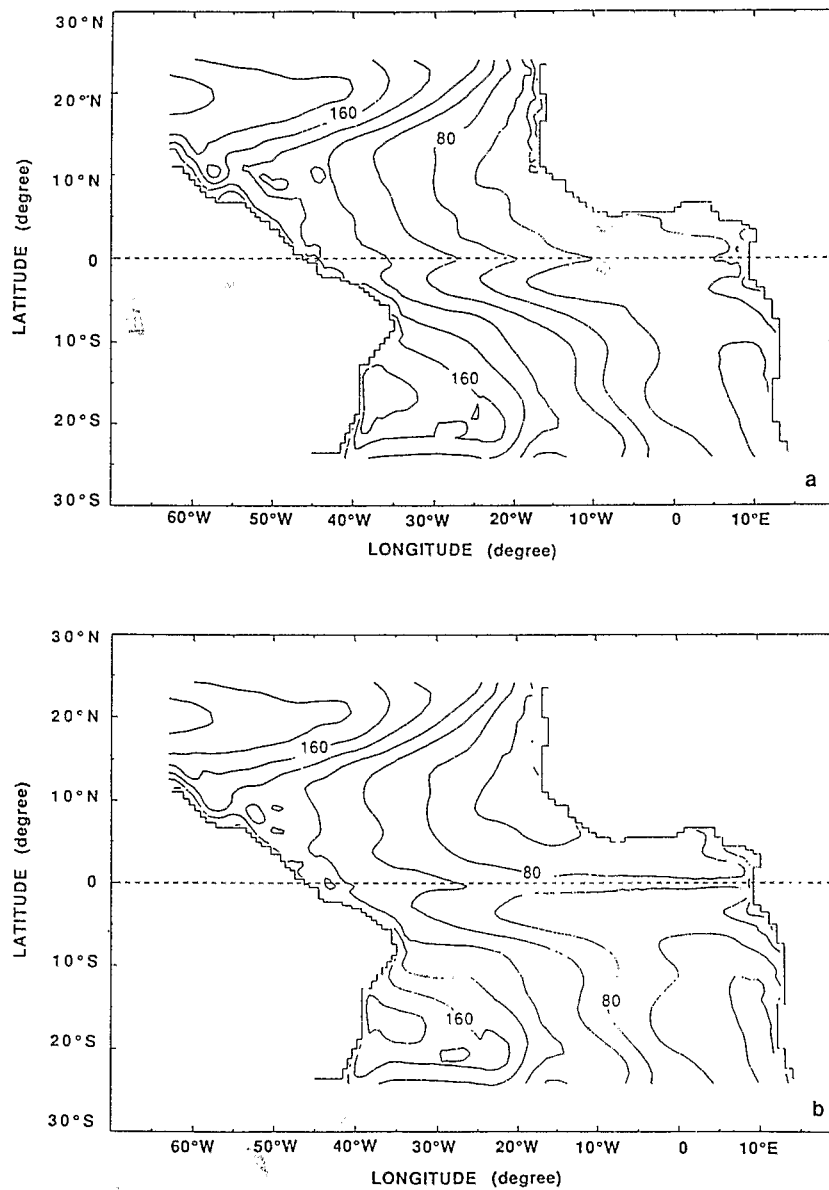 30°N
20°N
10°N
0
10°S
20°S
30°S
LATITUDE (degree)
160
80
160
a
60°W 50°W 40°W 30°W 20°W 10°W 0 10°E
LONGITUDE (degree)
30°N
20°N
10°N
0
10°S
20°S
30°S
LATITUDE (degree)
160
80
80
160
b
60°W 50°W 40°W 30°W 20°W 10°W 0 10°E
LONGITUDE (degree)